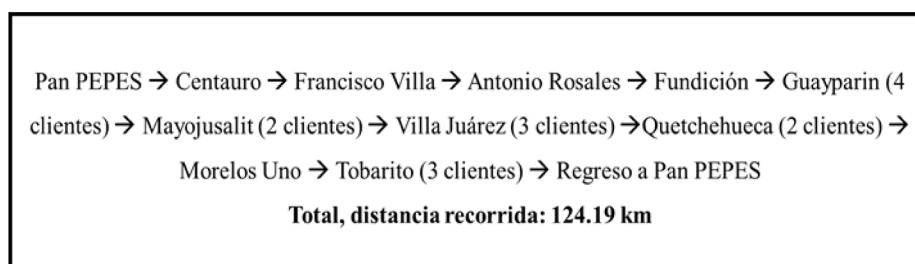 Pan PEPES → Centauro → Francisco Villa → Antonio Rosales → Fundición → Guayparin (4
clientes) → Mayojusalit (2 clientes) → Villa Juárez (3 clientes) →Quetchehueca (2 clientes) →
Morelos Uno → Tobarito (3 clientes) → Regreso a Pan PEPES
Total, distancia recorrida: 124.19 km